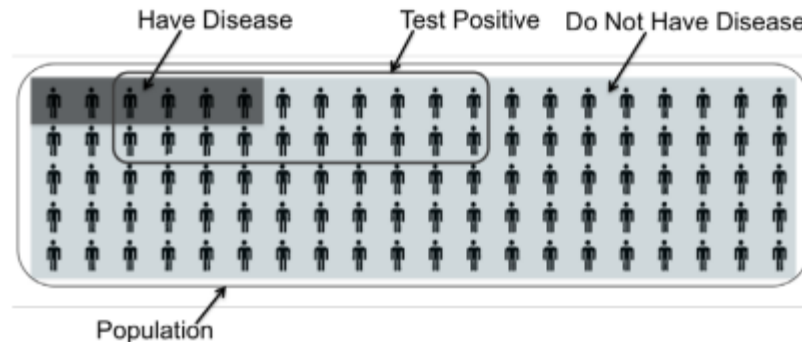 Have Disease
Test Positive
Do Not Have Disease
Population